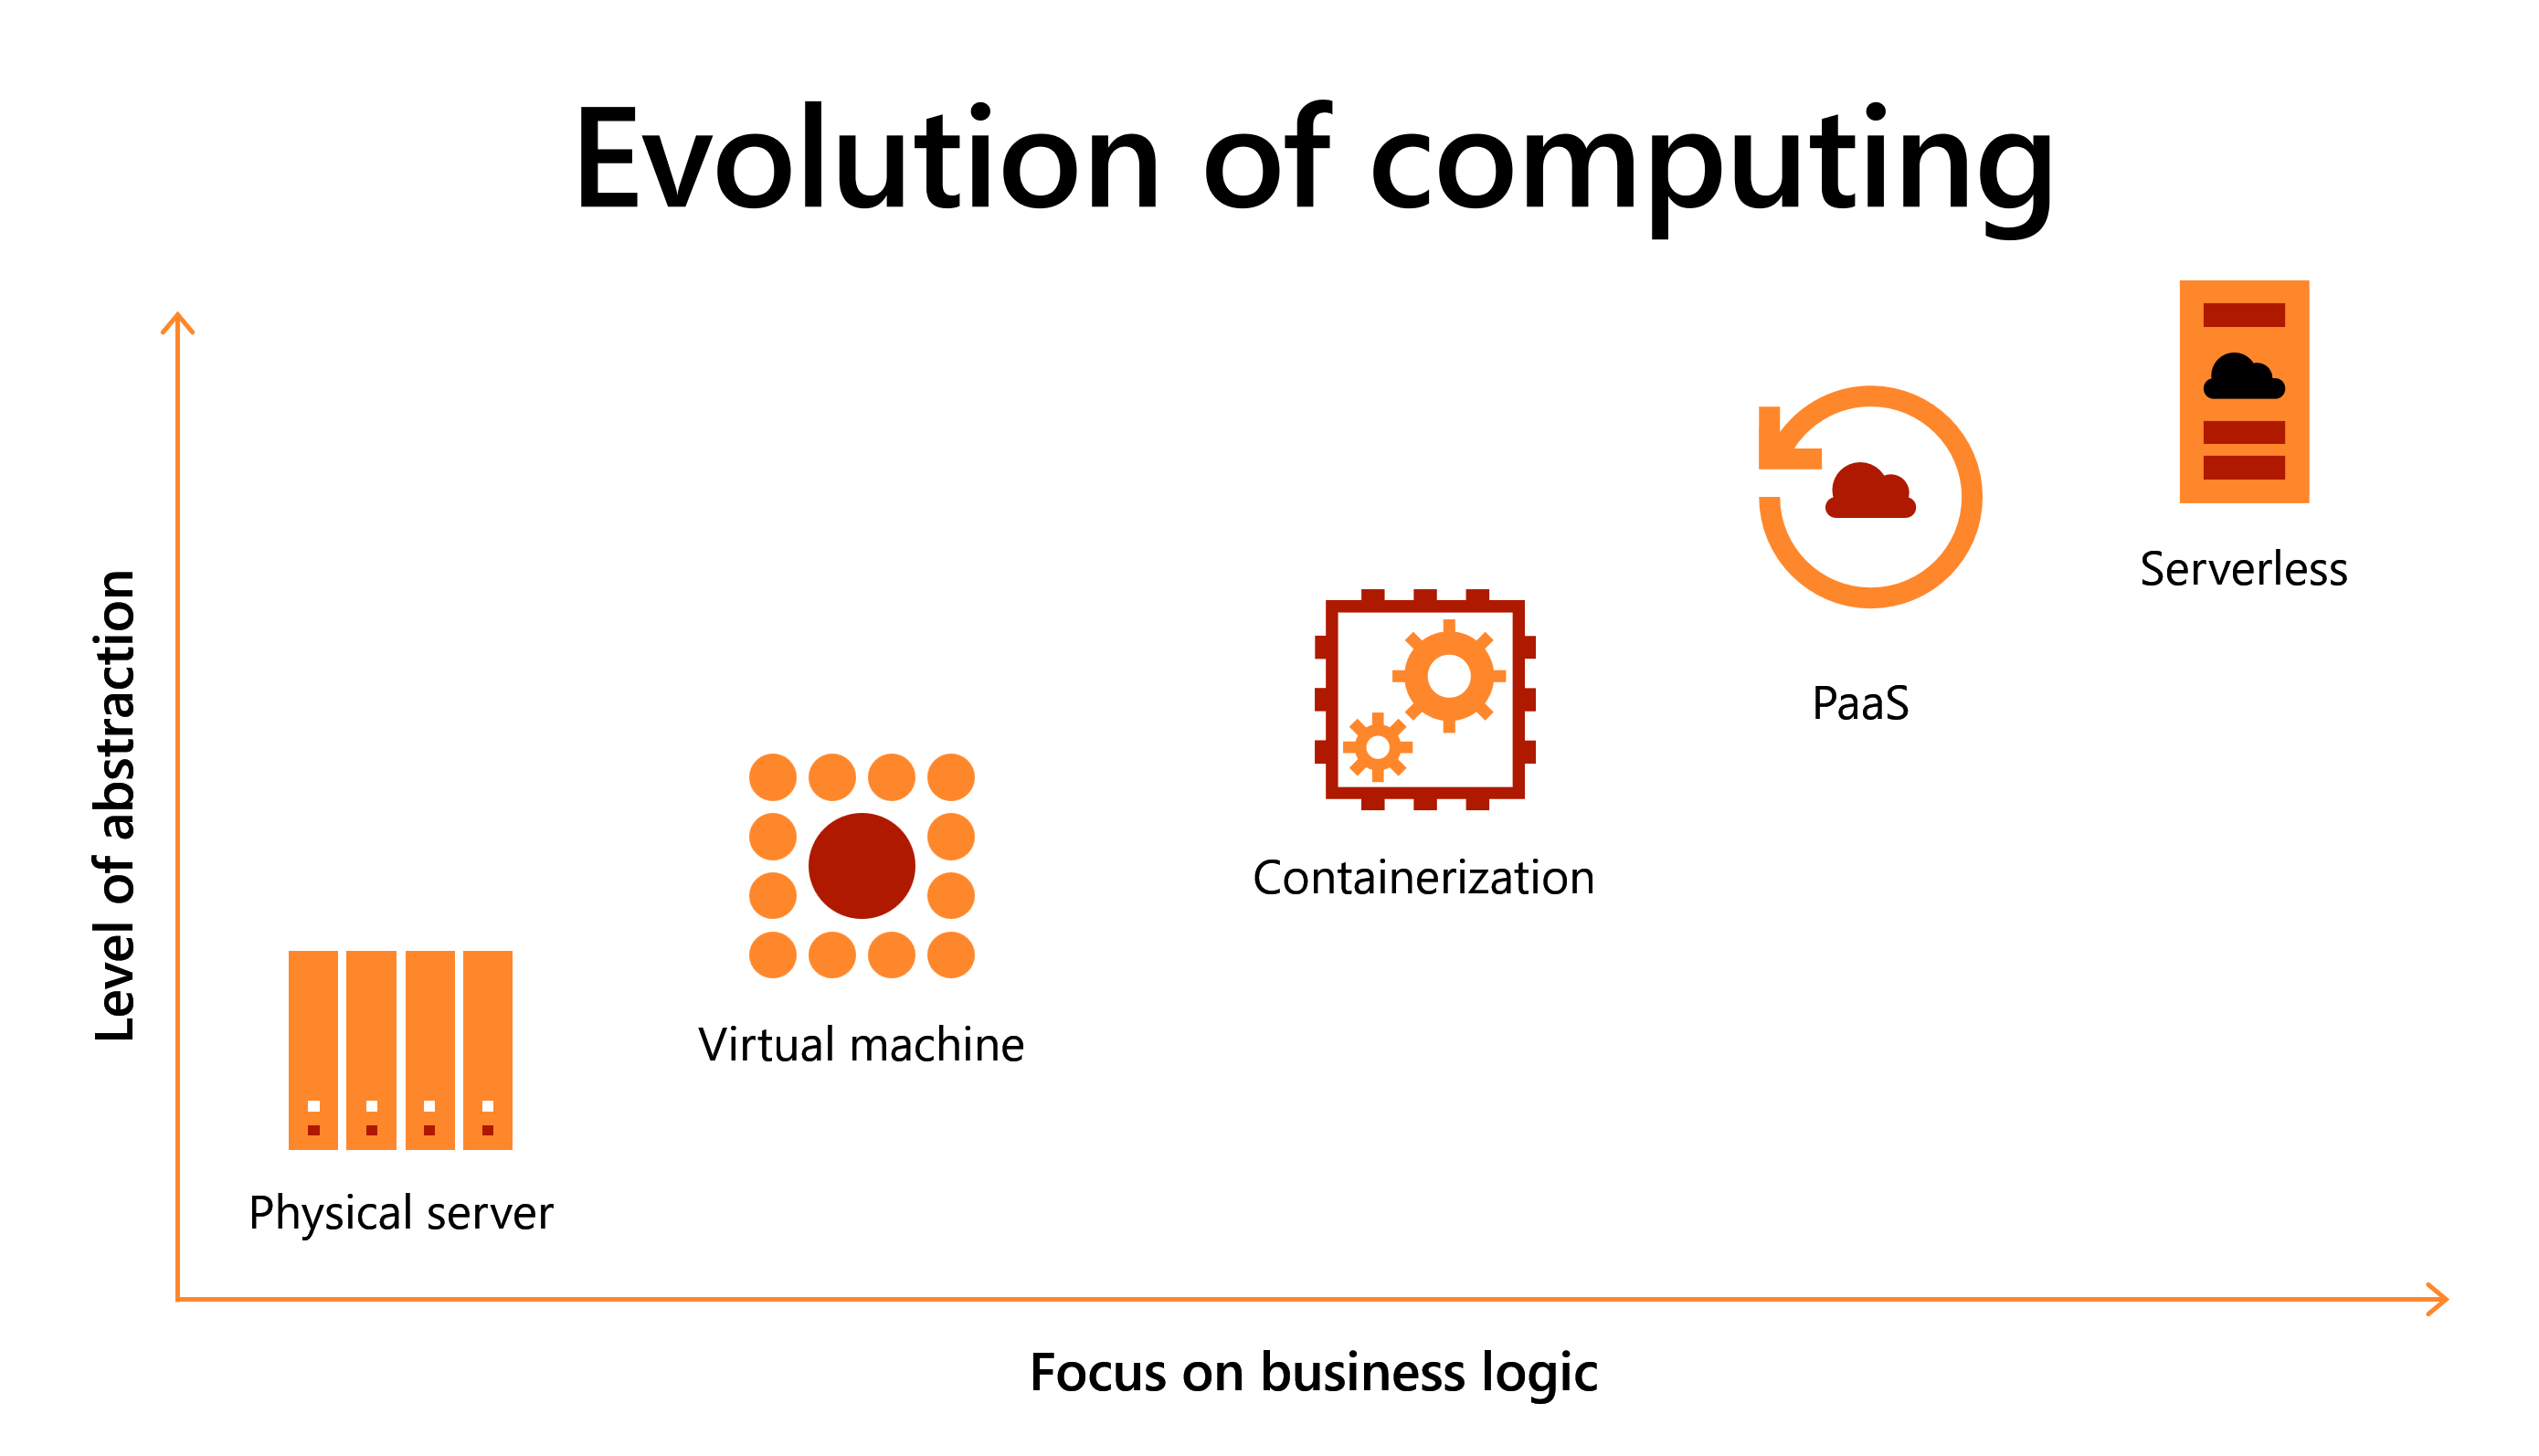 Evolution of computing
Level of abstraction
Serverless
PaaS
Containerization
Virtual machine
Physical server
Focus on business logic